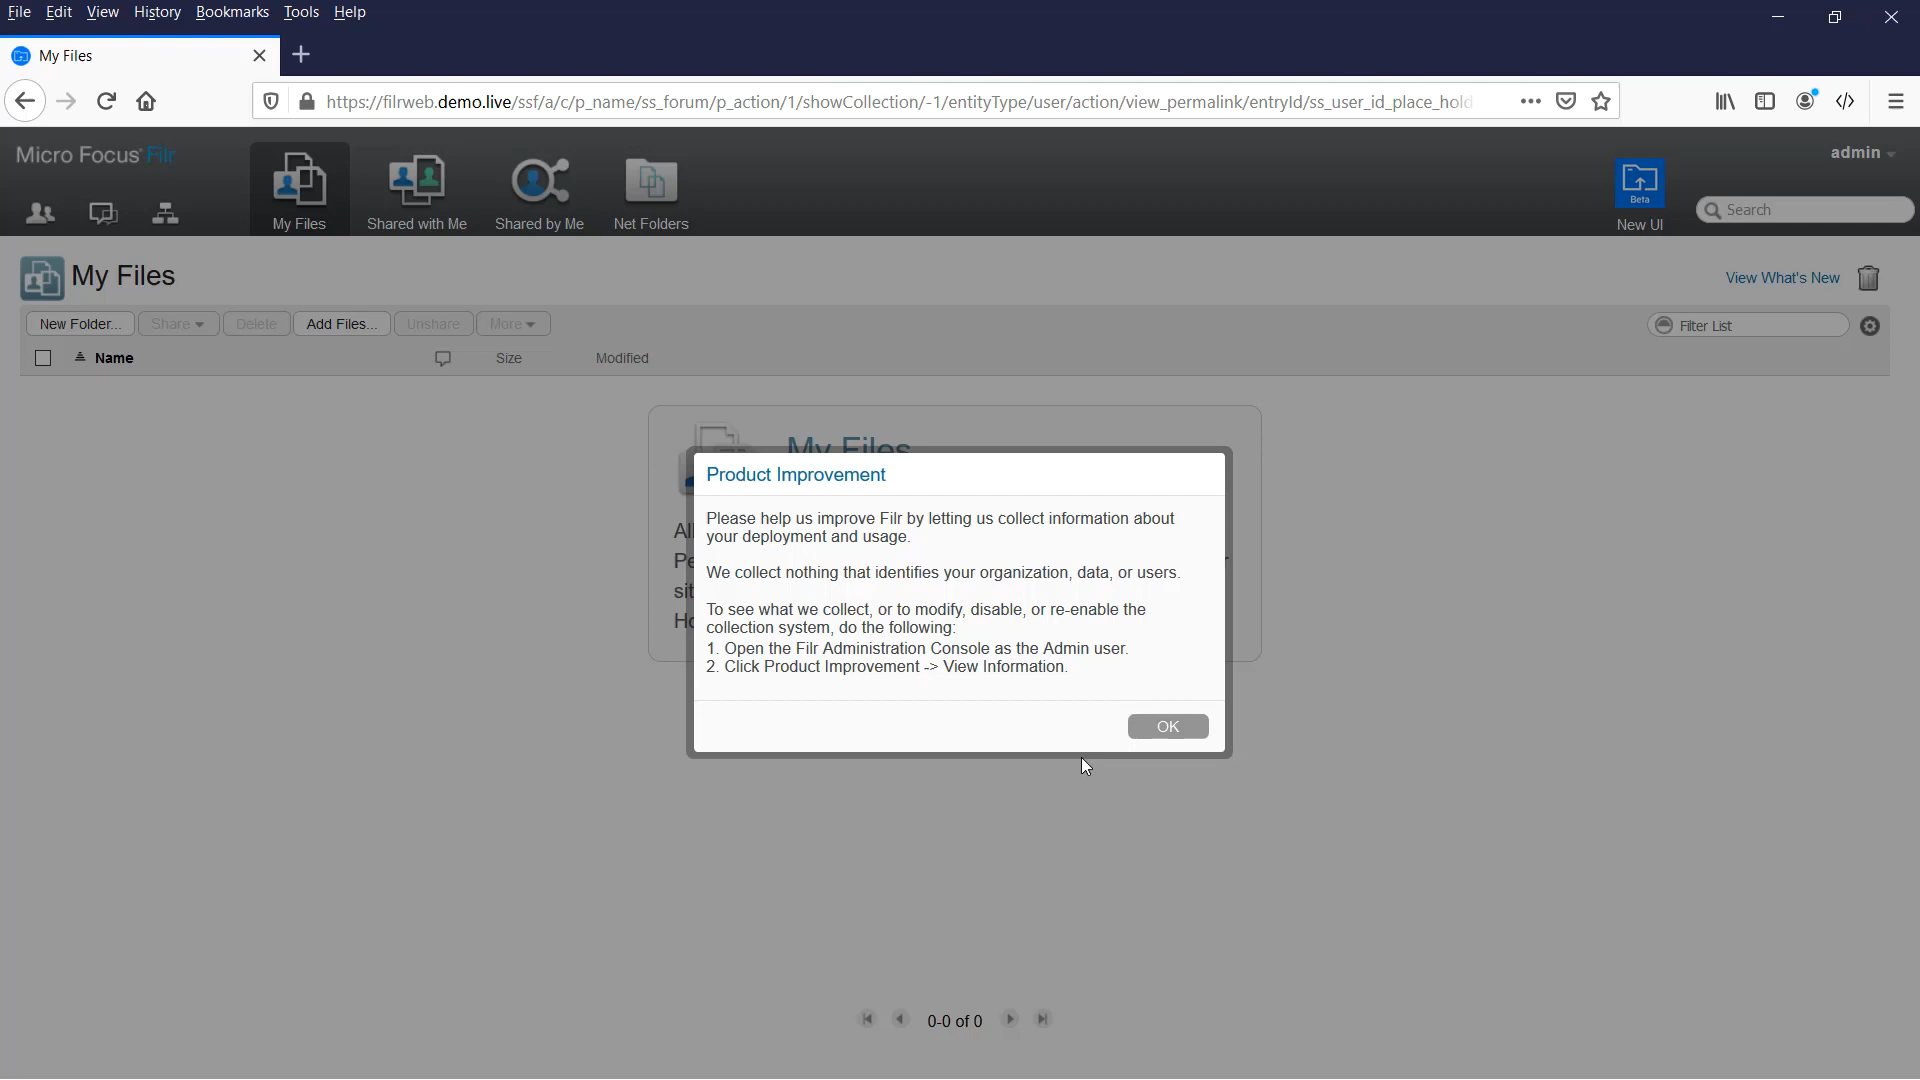 File Edit View History Bookmarks Tools Help
My Files
https://filrweb.demo.live/ssf/a/c/p_name/ss_forum/p_action/1/showCollection/-1/entityType/user/action/view_permalink/entryId/ss_user_id_place_hold
Micro Focus Filr
admin
My Files Shared with Me Shared by Me Net Folders
Beta
New UI
Search
My Files
View What's New
New Folder... Share Delete Add Files... Unshare More
Filter List
Name Size Modified
My Files
Product Improvement
Please help us improve Filr by letting us collect information about
your deployment and usage.
We collect nothing that identifies your organization, data, or users.
To see what we collect, or to modify, disable, or re-enable the
collection system, do the following:
1. Open the Filr Administration Console as the Admin user.
2. Click Product Improvement -> View Information.
OK
0-0 of 0